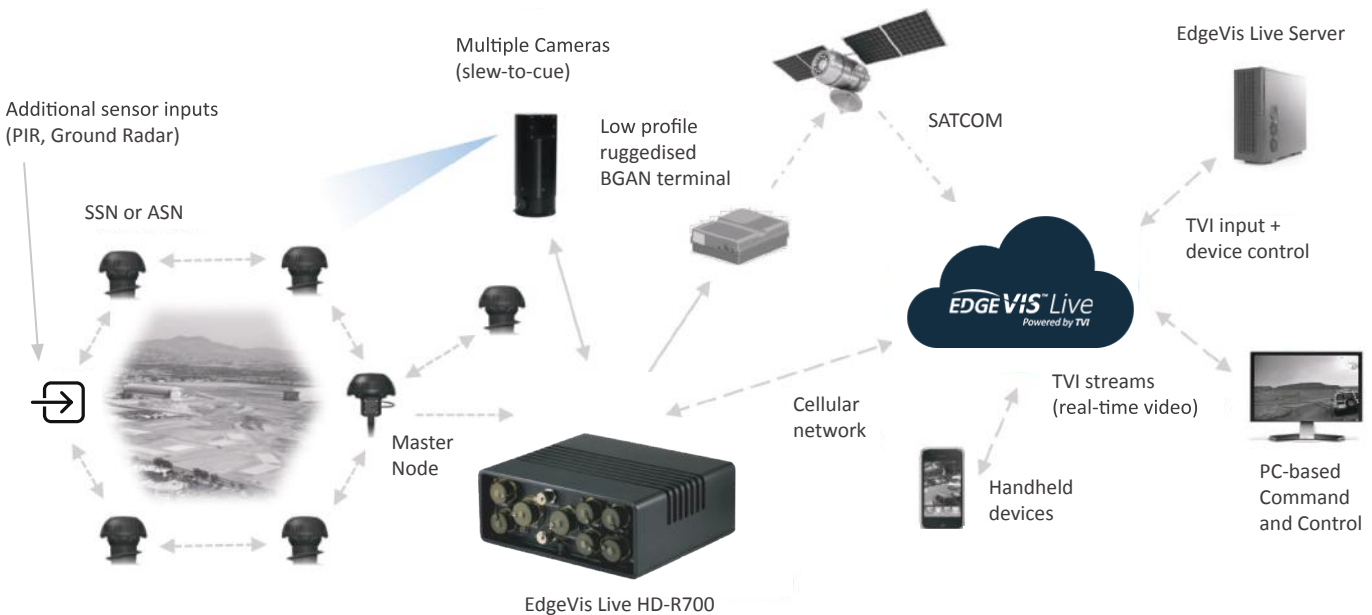 EdgeVis Live Server
Multiple Cameras
(slew-to-cue)
Additional sensor inputs
(PIR, Ground Radar)
Low profile
ruggedised
BGAN terminal
SATCOM
SSN or ASN
TVI input +
device control
EDGEVIS™ Live
Powered by TVI
TVI streams
(real-time video)
Cellular
network
Master
Node
Handheld
devices
PC-based
Command
and Control
EdgeVis Live HD-R700